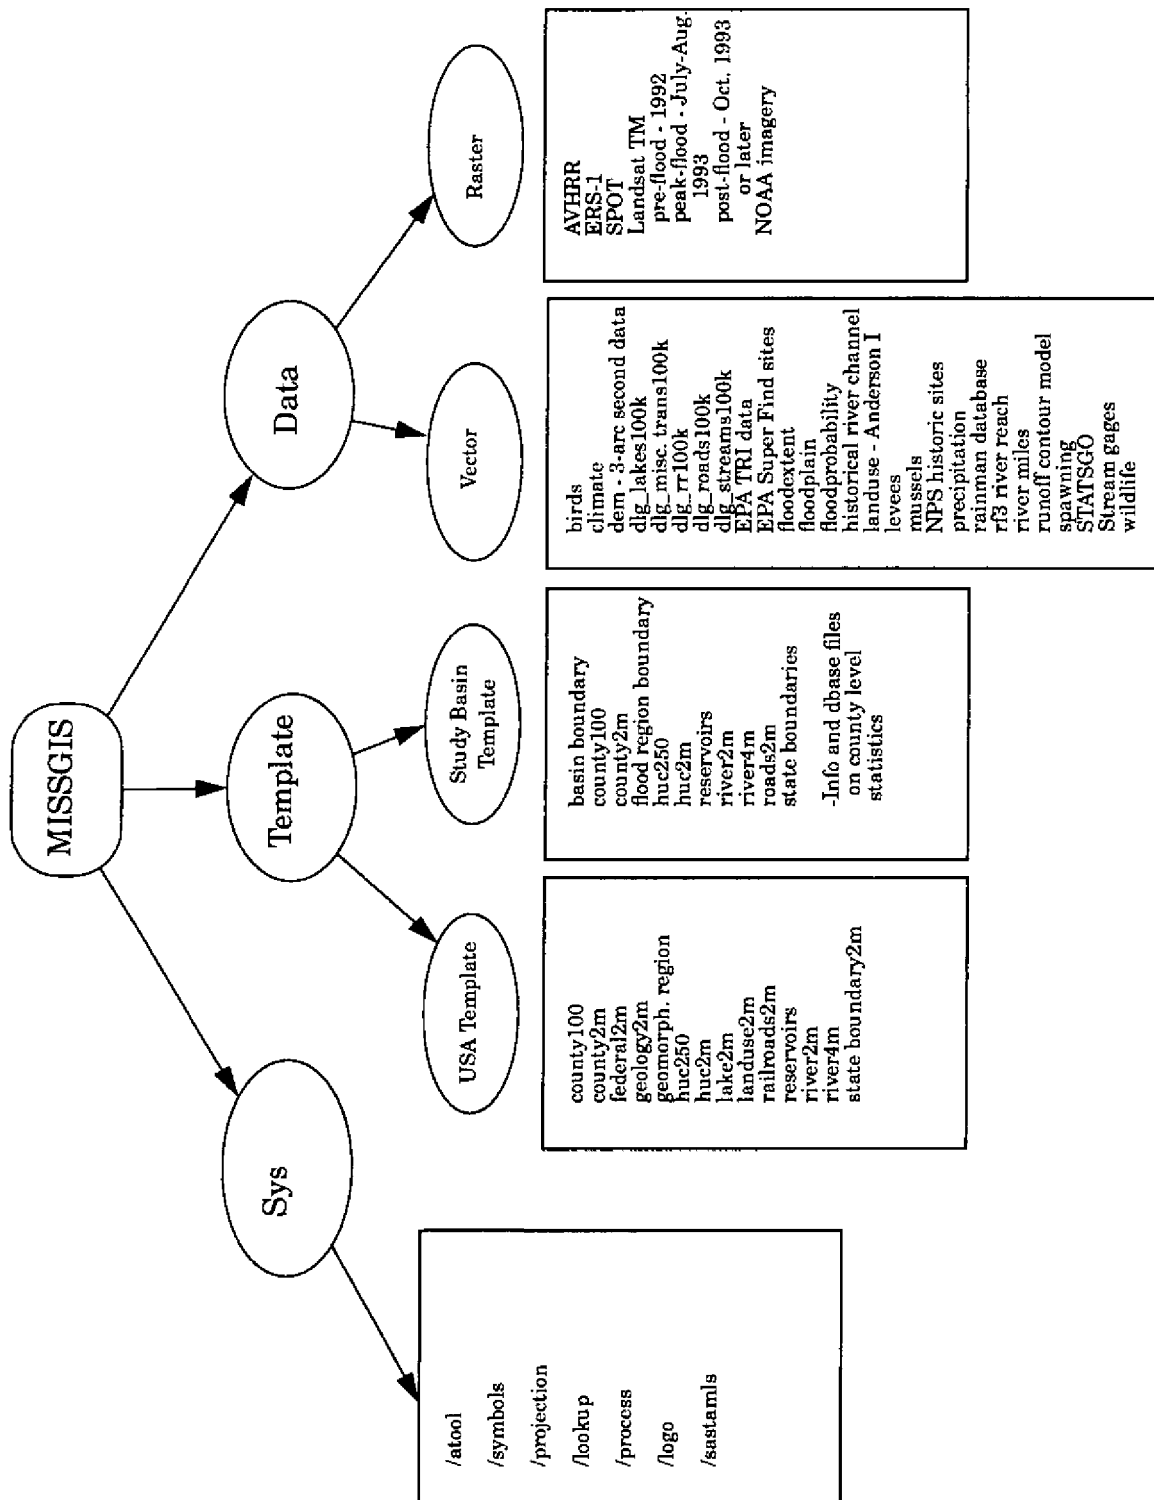 MISSGIS
Sys
Template
Data
USA Template
Study Basin
Template
Vector
Raster
/atool
/symbols
/projection
/lookup
/process
/logo
/sastamls
county100
county2m
federal2m
geology2m
geomorph. region
huc250
huc2m
lake2m
landuse2m
railroads2m
reservoirs
river2m
river4m
state boundary2m
basin boundary
county100
county2m
flood region boundary
huc250
huc2m
reservoirs
river2m
river4m
roads2m
state boundaries
-Info and dbase files
on county level
statistics
birds
climate
dem - 3-arc second data
dlg_lakes100k
dlg_misc. trans100k
dlg_rr100k
dlg_roads100k
dlg_streams100k
EPA TRI data
EPA Super Find sites
floodextent
floodplain
floodprobability
historical river channel
landuse - Anderson I
levees
mussels
NPS historic sites
precipitation
rainman database
rf3 river reach
river miles
runoff contour model
spawning
STATSGO
Stream gages
wildlife
AVHRR
ERS-1
SPOT
Landsat TM
pre-flood - 1992
peak-flood - July-Aug.
1993
post-flood - Oct. 1993
or later
NOAA imagery